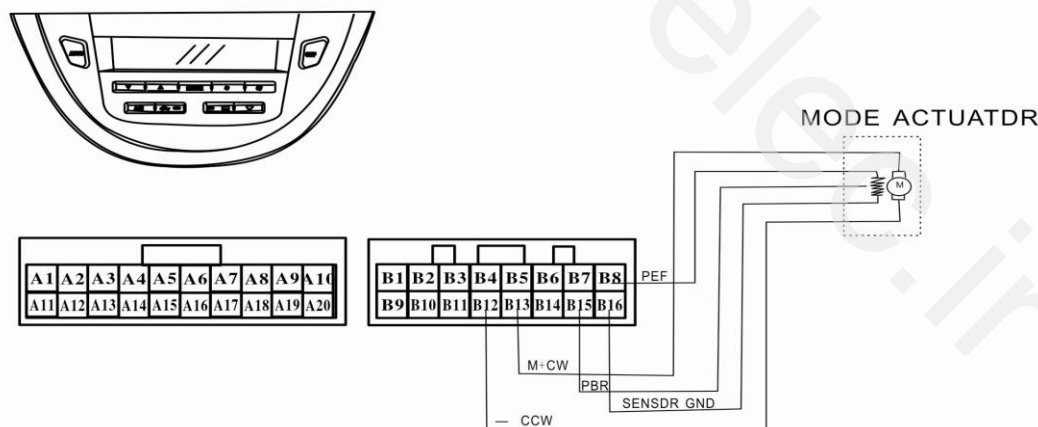 MODE ACTUATDR
M
A1 A2 A3 A4 A5 A6 A7 A8 A9 A10
A11 A12 A13 A14 A15 A16 A17 A18 A19 A20
B1 B2 B3 B4 B5 B6 B7 B8
B9 B10 B11 B12 B13 B14 B15 B16
PEF
M+CW
PBR
SENSDR GND
— CCW
elec.ir